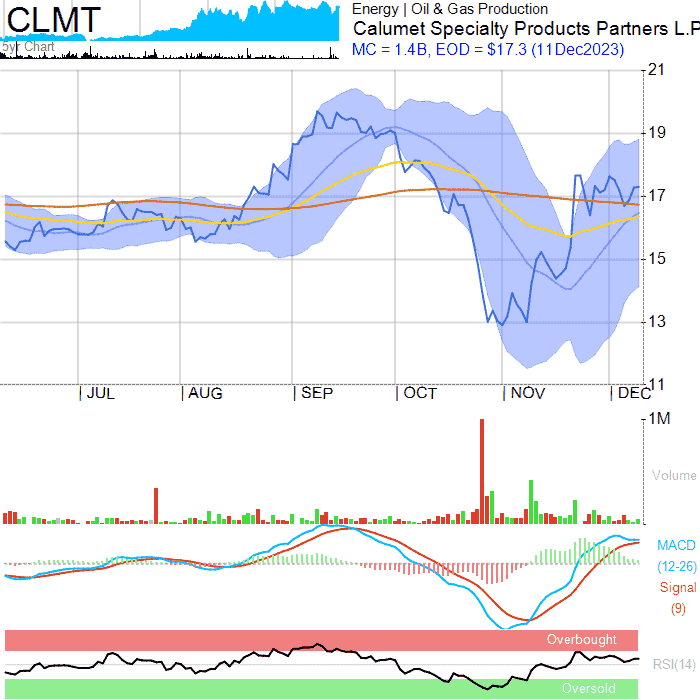 CLMT
5yr Chart
Energy | Oil & Gas Production
Calumet Specialty Products Partners L.P
MC = 1.4B, EOD = $17.3 (11Dec2023)
21
19
17
15
13
11
| JUL | AUG | SEP | OCT | NOV | DEC
1M
Volume
MACD
(12-26)
Signal
(9)
Overbought
RSI(14)
Oversold